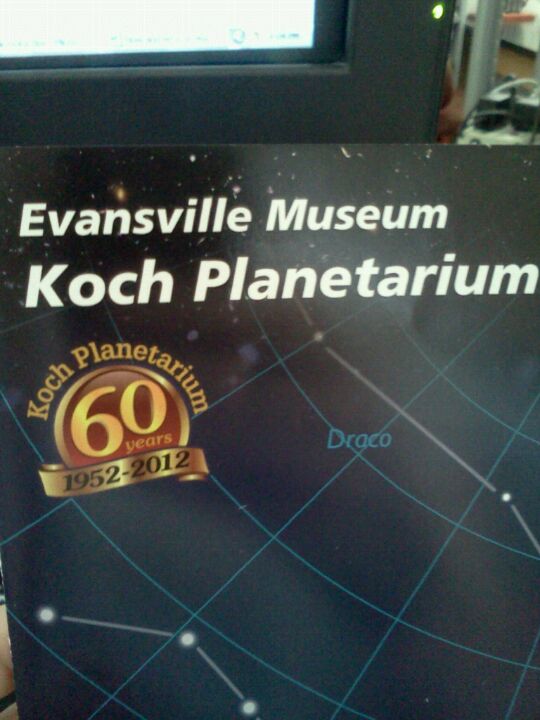 Evansville Museum
Koch Planetarium
Koch Planetarium
60
years
1952-2012
Draco